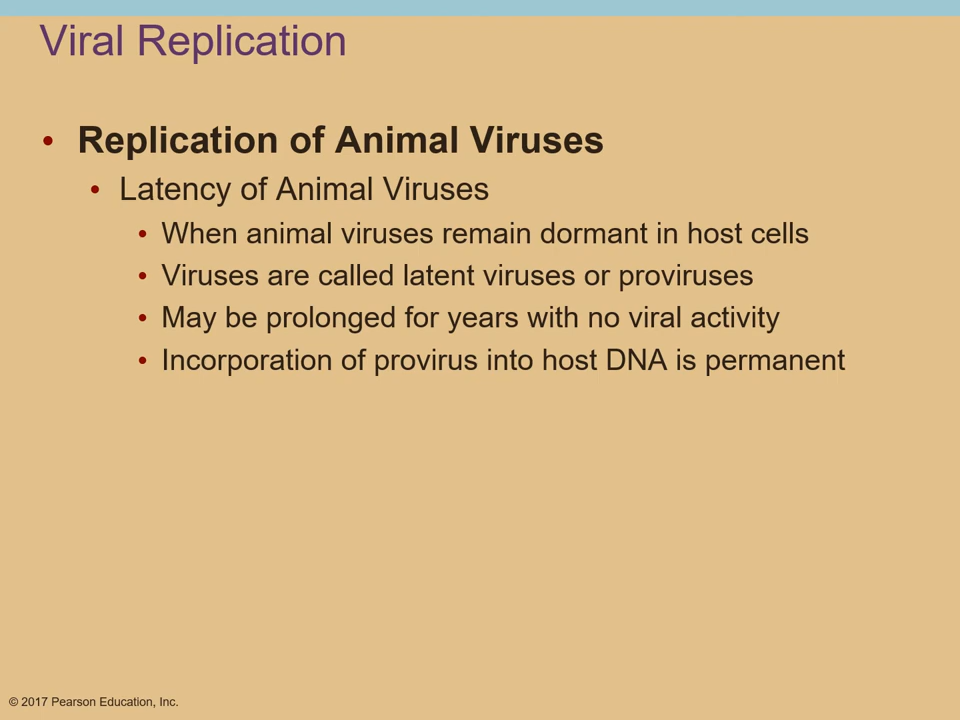 Viral Replication
• Replication of Animal Viruses
• Latency of Animal Viruses
• When animal viruses remain dormant in host cells
• Viruses are called latent viruses or proviruses
• May be prolonged for years with no viral activity
• Incorporation of provirus into host DNA is permanent
© 2017 Pearson Education, Inc.